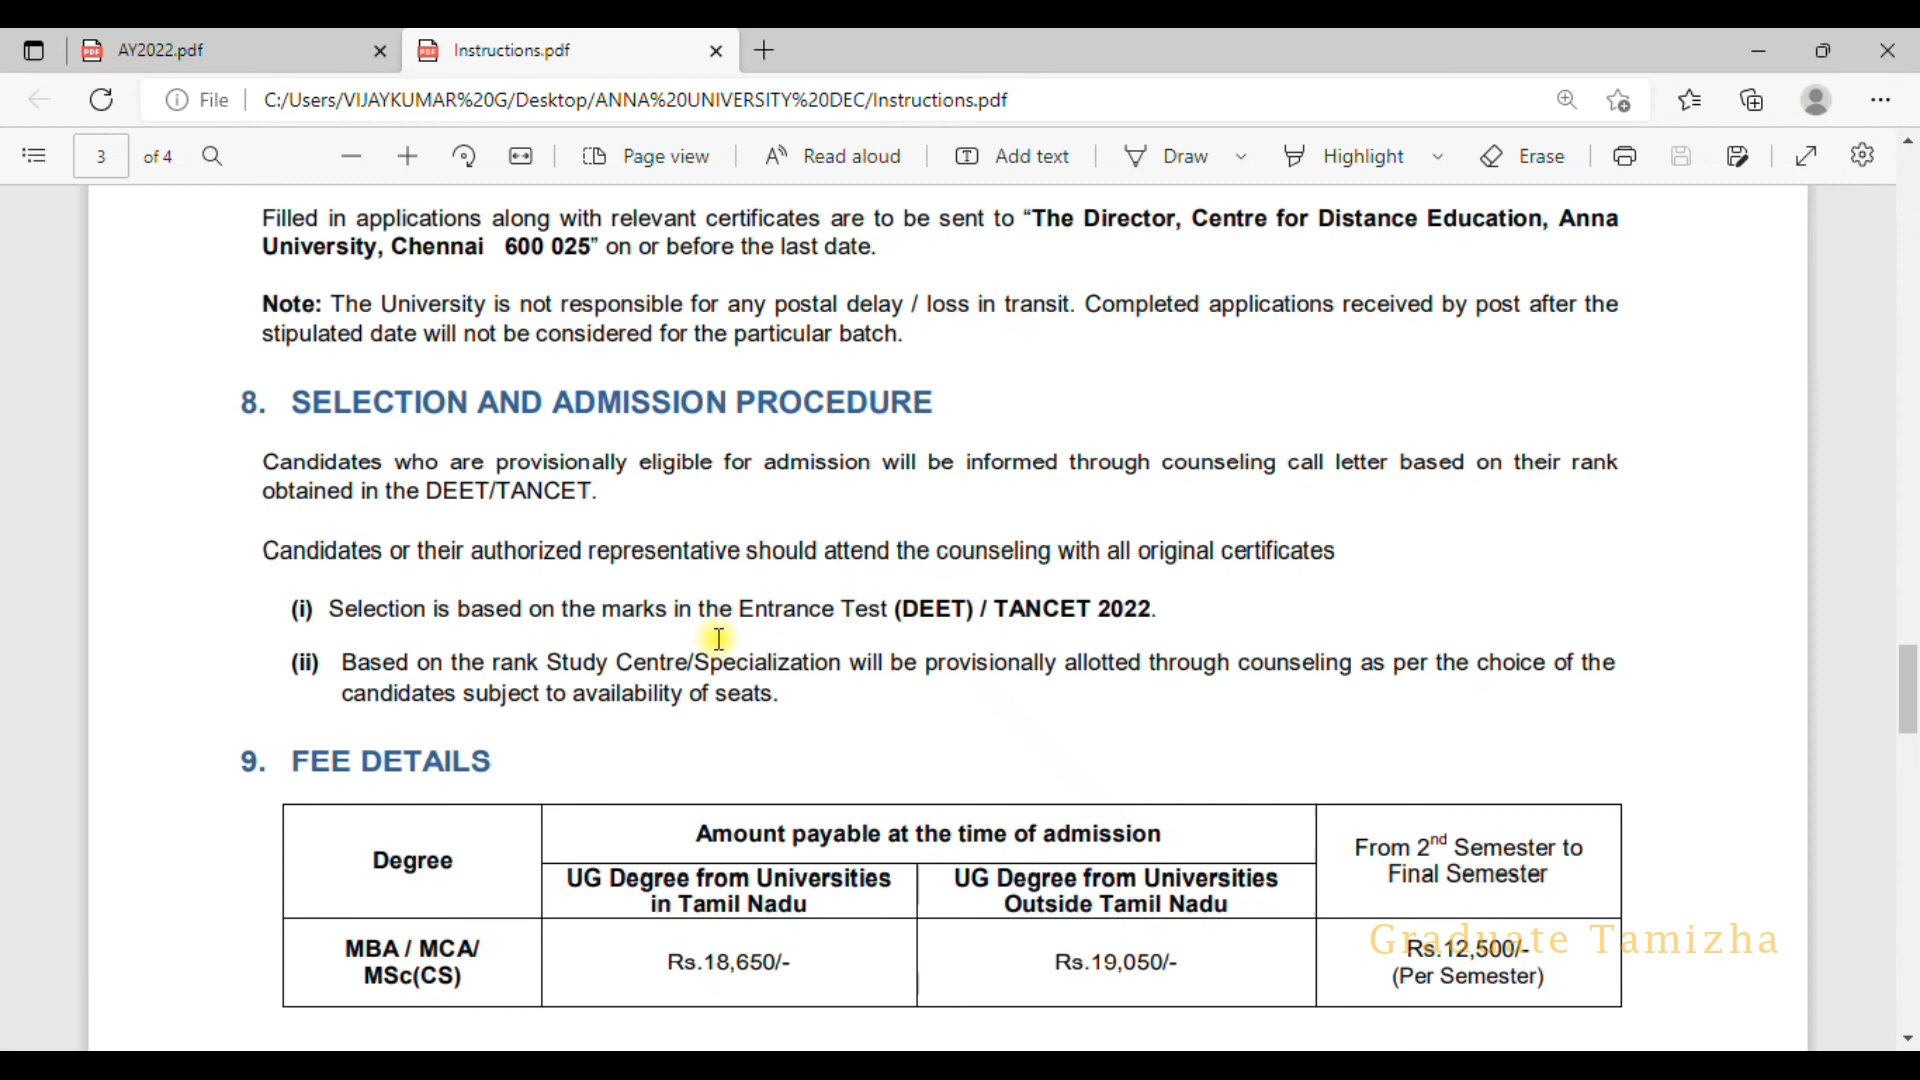 AY2022.pdf
Instructions.pdf
File
C:/Users/VIJAYKUMAR%20G/Desktop/ANNA%20UNIVERSITY%20DEC/Instructions.pdf
3 of 4
Page view
Read aloud
Add text
Draw
Highlight
Erase
Filled in applications along with relevant certificates are to be sent to “The Director, Centre for Distance Education, Anna
University, Chennai 600 025” on or before the last date.
Note: The University is not responsible for any postal delay / loss in transit. Completed applications received by post after the
stipulated date will not be considered for the particular batch.
8. SELECTION AND ADMISSION PROCEDURE
Candidates who are provisionally eligible for admission will be informed through counseling call letter based on their rank
obtained in the DEET/TANCET.
Candidates or their authorized representative should attend the counseling with all original certificates
(i) Selection is based on the marks in the Entrance Test (DEET) / TANCET 2022.
(ii) Based on the rank Study Centre/Specialization will be provisionally allotted through counseling as per the choice of the
candidates subject to availability of seats.
9. FEE DETAILS
Degree
Amount payable at the time of admission
UG Degree from Universities
in Tamil Nadu
UG Degree from Universities
Outside Tamil Nadu
From 2nd Semester to
Final Semester
MBA / MCA/
MSc(CS)
Rs.18,650/-
Rs.19,050/-
Rs.12,500/-
(Per Semester)
Graduate Tamizha